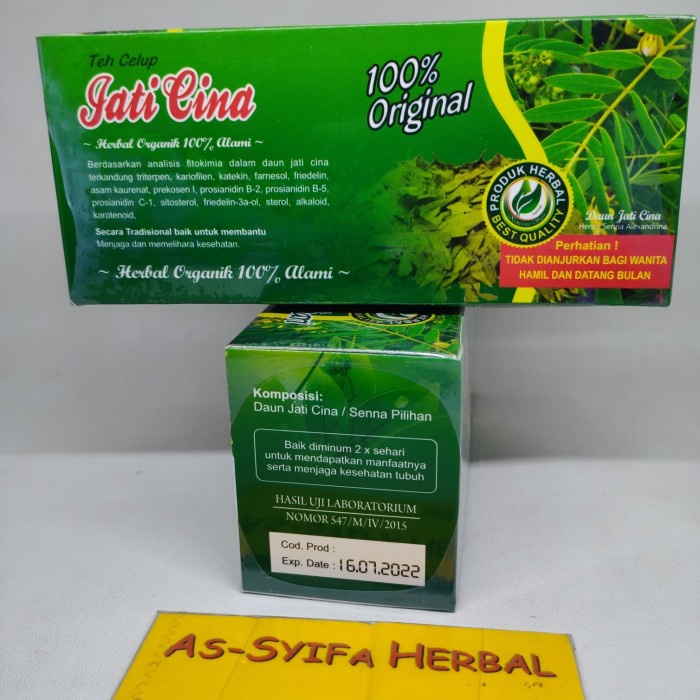 Teh Celup
Jati Cina
~ Herbal Organik 100% Alami ~
Berdasarkan analisis fitokimia dalam daun jati cina
terkandung triterpen, kariofilen, katekin, farnesol, friedelin,
asam kaurenat, prekosen I, prosianidin B-2, prosianidin B-5,
prosianidin C-1, sitosterol, friedelin-3a-ol, sterol, alkaloid,
karotenoid,
Secara Tradisional baik untuk membantu
Menjaga dan memelihara kesehatan.
~ Herbal Organik 100% Alami ~
100%
Original
PRODUK HERBAL
BEST QUALITY
Daun Jati Cina
Herb : Senna Alexandrina
Perhatian !
TIDAK DIANJURKAN BAGI WANITA
HAMIL DAN DATANG BULAN
Komposisi:
Daun Jati Cina / Senna Pilihan
Baik diminum 2 x sehari
untuk mendapatkan manfaatnya
serta menjaga kesehatan tubuh
HASIL UJI LABORATORIUM
NOMOR 547/M/IV/2015
Cod. Prod :
Exp. Date : 16.07.2022
AS-SYIFA HERBAL